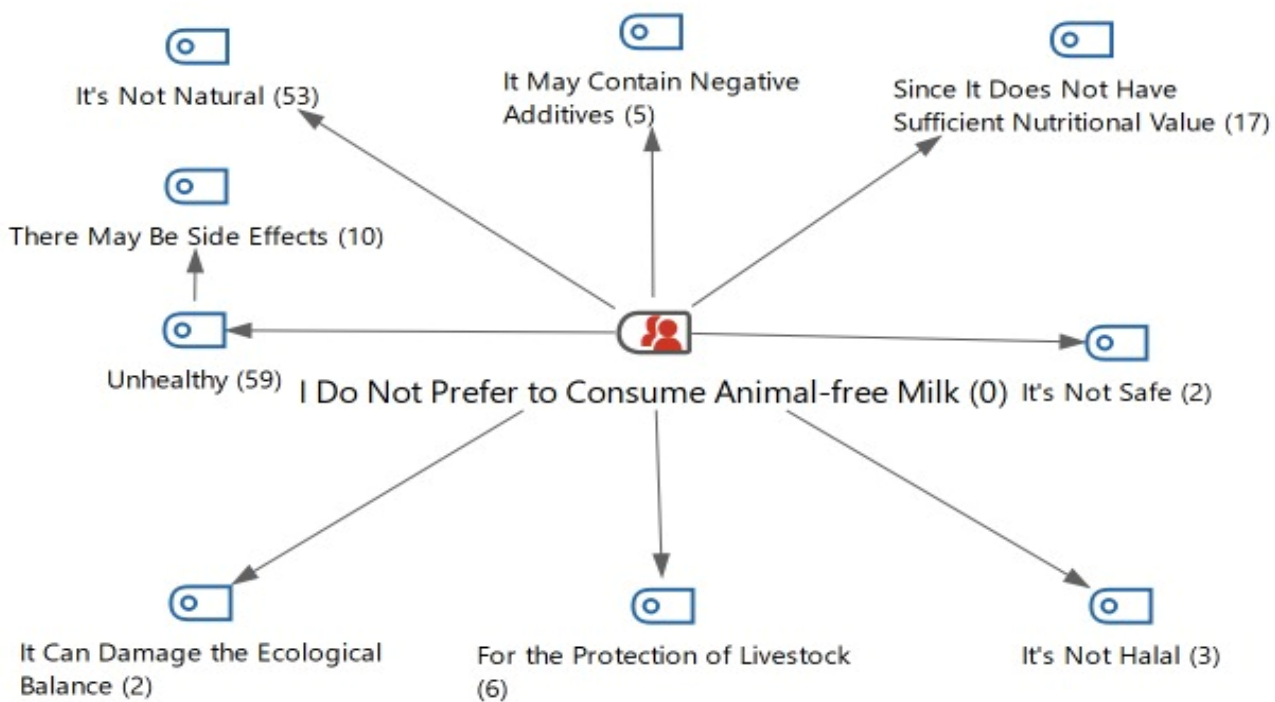 It's Not Natural (53)
It May Contain Negative
Additives (5)
Since It Does Not Have
Sufficient Nutritional Value (17)
There May Be Side Effects (10)
Unhealthy (59)
I Do Not Prefer to Consume Animal-free Milk (0)
It's Not Safe (2)
It Can Damage the Ecological
Balance (2)
For the Protection of Livestock
(6)
It's Not Halal (3)